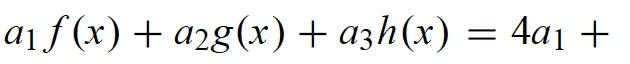 a₁f(x) + a₂g(x) + a₃h(x) = 4a₁ +